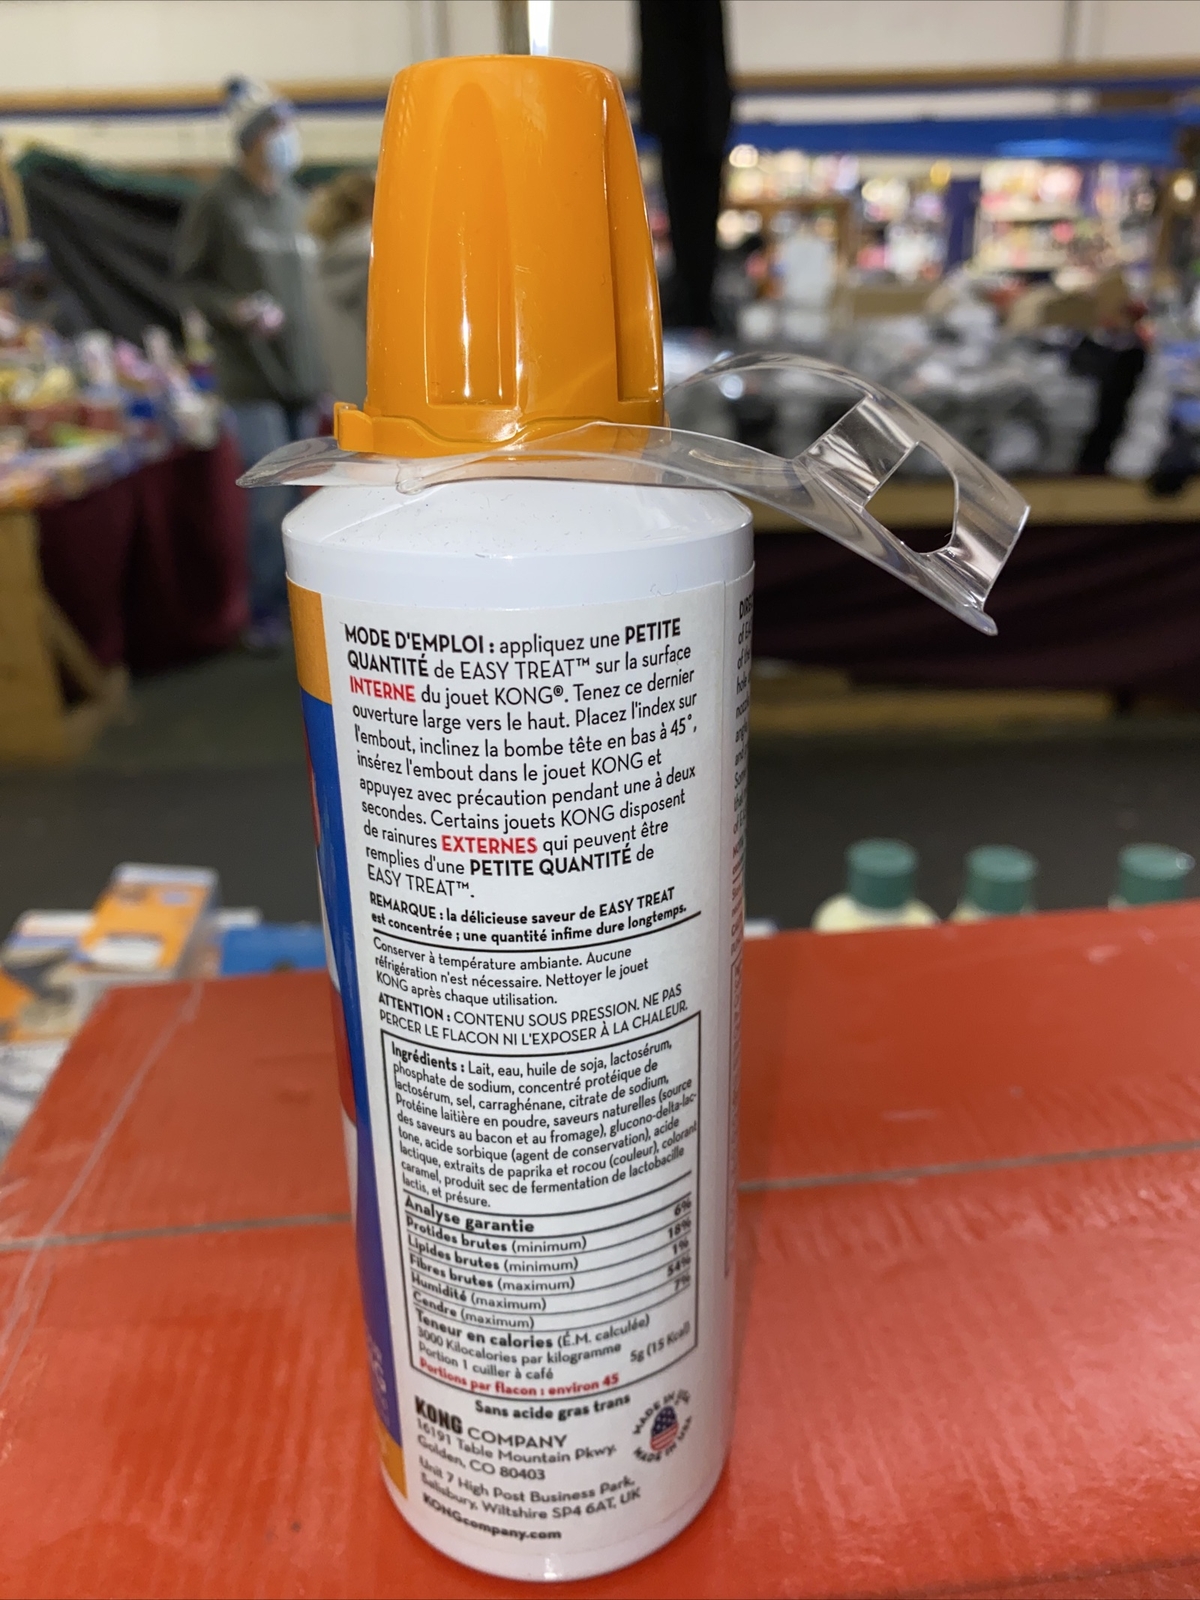 MODE D'EMPLOI : appliquez une PETITE
QUANTITÉ de EASY TREAT™ sur la surface
INTERNE du jouet KONG®. Tenez ce dernier
ouverture large vers le haut. Placez l'index sur
l'embout, inclinez la bombe tête en bas à 45°,
insérez l'embout dans le jouet KONG et
appuyez avec précaution pendant une à deux
secondes. Certains jouets KONG disposent
de rainures EXTERNES qui peuvent être
remplies d'une PETITE QUANTITÉ de
EASY TREAT™.
REMARQUE : la délicieuse saveur de EASY TREAT
est concentrée ; une quantité infime dure longtemps.
Conserver à température ambiante. Aucune
réfrigération n'est nécessaire. Nettoyer le jouet
KONG après chaque utilisation.
ATTENTION : CONTENU SOUS PRESSION. NE PAS
PERCER LE FLACON NI L'EXPOSER À LA CHALEUR.
Ingrédients : Lait, eau, huile de soja, lactosérum,
phosphate de sodium, concentré protéique de
lactosérum, sel, carraghénane, citrate de sodium,
Protéine laitière en poudre, saveurs naturelles (source
des saveurs au bacon et au fromage), glucono-delta-lac-
tone, acide sorbique (agent de conservation), acide
lactique, extraits de paprika et rocou (couleur), colorant
caramel, produit sec de fermentation de lactobacille
lactis, et présure.
Analyse garantie
Protides brutes (minimum) 6%
Lipides brutes (minimum) 18%
Fibres brutes (maximum) 1%
Humidité (maximum) 54%
Cendre (maximum) 7%
Teneur en calories (É.M. calculée)
3000 Kilocalories par kilogramme
Portion 1 cuiller à café 5g (15 Kcal)
Portions par flacon : environ 45
Sans acide gras trans
KONG COMPANY
16191 Table Mountain Pkwy.
Golden, CO 80403
Unit 7 High Post Business Park,
Salisbury, Wiltshire SP4 6AT, UK
KONGcompany.com
MADE IN USA
MADE IN USA